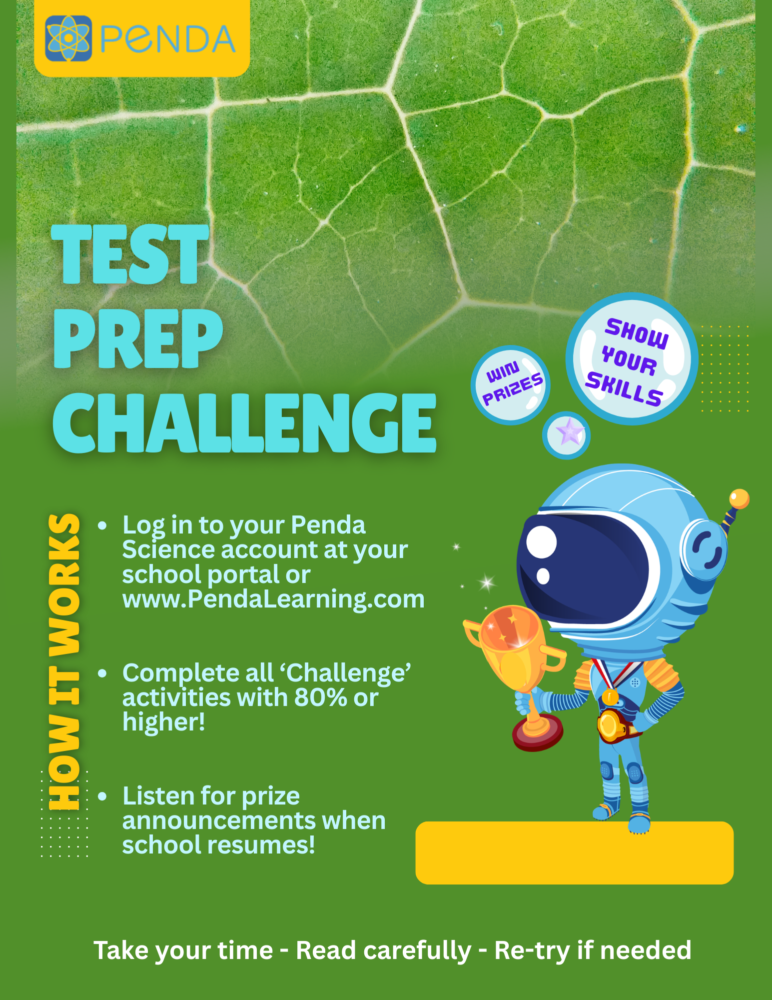 PENDA
TEST
PREP
CHALLENGE
WIN
PRIZES
SHOW
YOUR
SKILLS
HOW IT WORKS
• Log in to your Penda
Science account at your
school portal or
www.PendaLearning.com
• Complete all ‘Challenge’
activities with 80% or
higher!
• Listen for prize
announcements when
school resumes!
Take your time - Read carefully - Re-try if needed